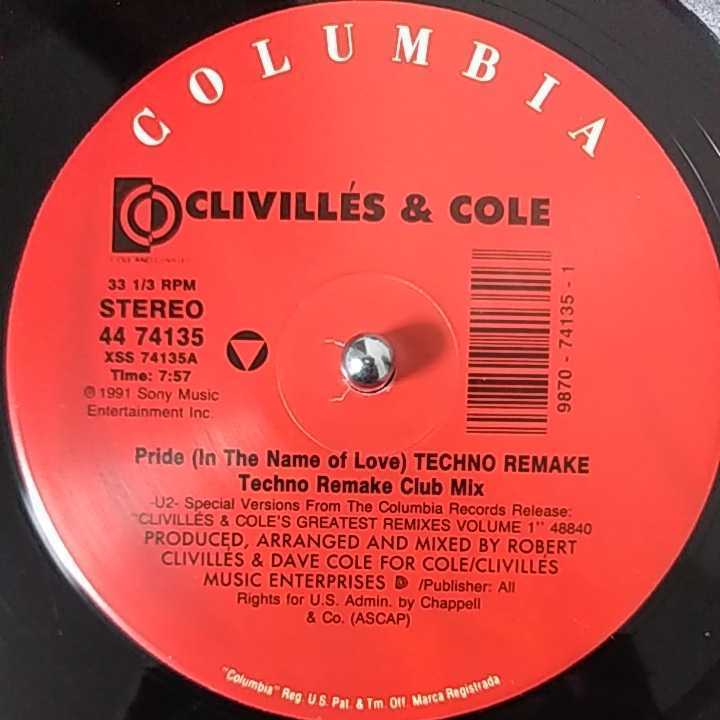 COLUMBIA
CLIVILLÉS & COLE
33 1/3 RPM
STEREO
44 74135
XSS 74135A
Time: 7:57
℗ 1991 Sony Music
Entertainment Inc.
9870 - 74135 - 1
Pride (In The Name of Love) TECHNO REMAKE
Techno Remake Club Mix
-U2- Special Versions From The Columbia Records Release:
"CLIVILLÉS & COLE'S GREATEST REMIXES VOLUME 1" 48840
PRODUCED, ARRANGED AND MIXED BY ROBERT
CLIVILLÉS & DAVE COLE FOR COLE/CLIVILLÉS
MUSIC ENTERPRISES /Publisher: All
Rights for U.S. Admin. by Chappell
& Co. (ASCAP)
"Columbia" Reg. U.S. Pat. & Tm. Off. Marca Registrada